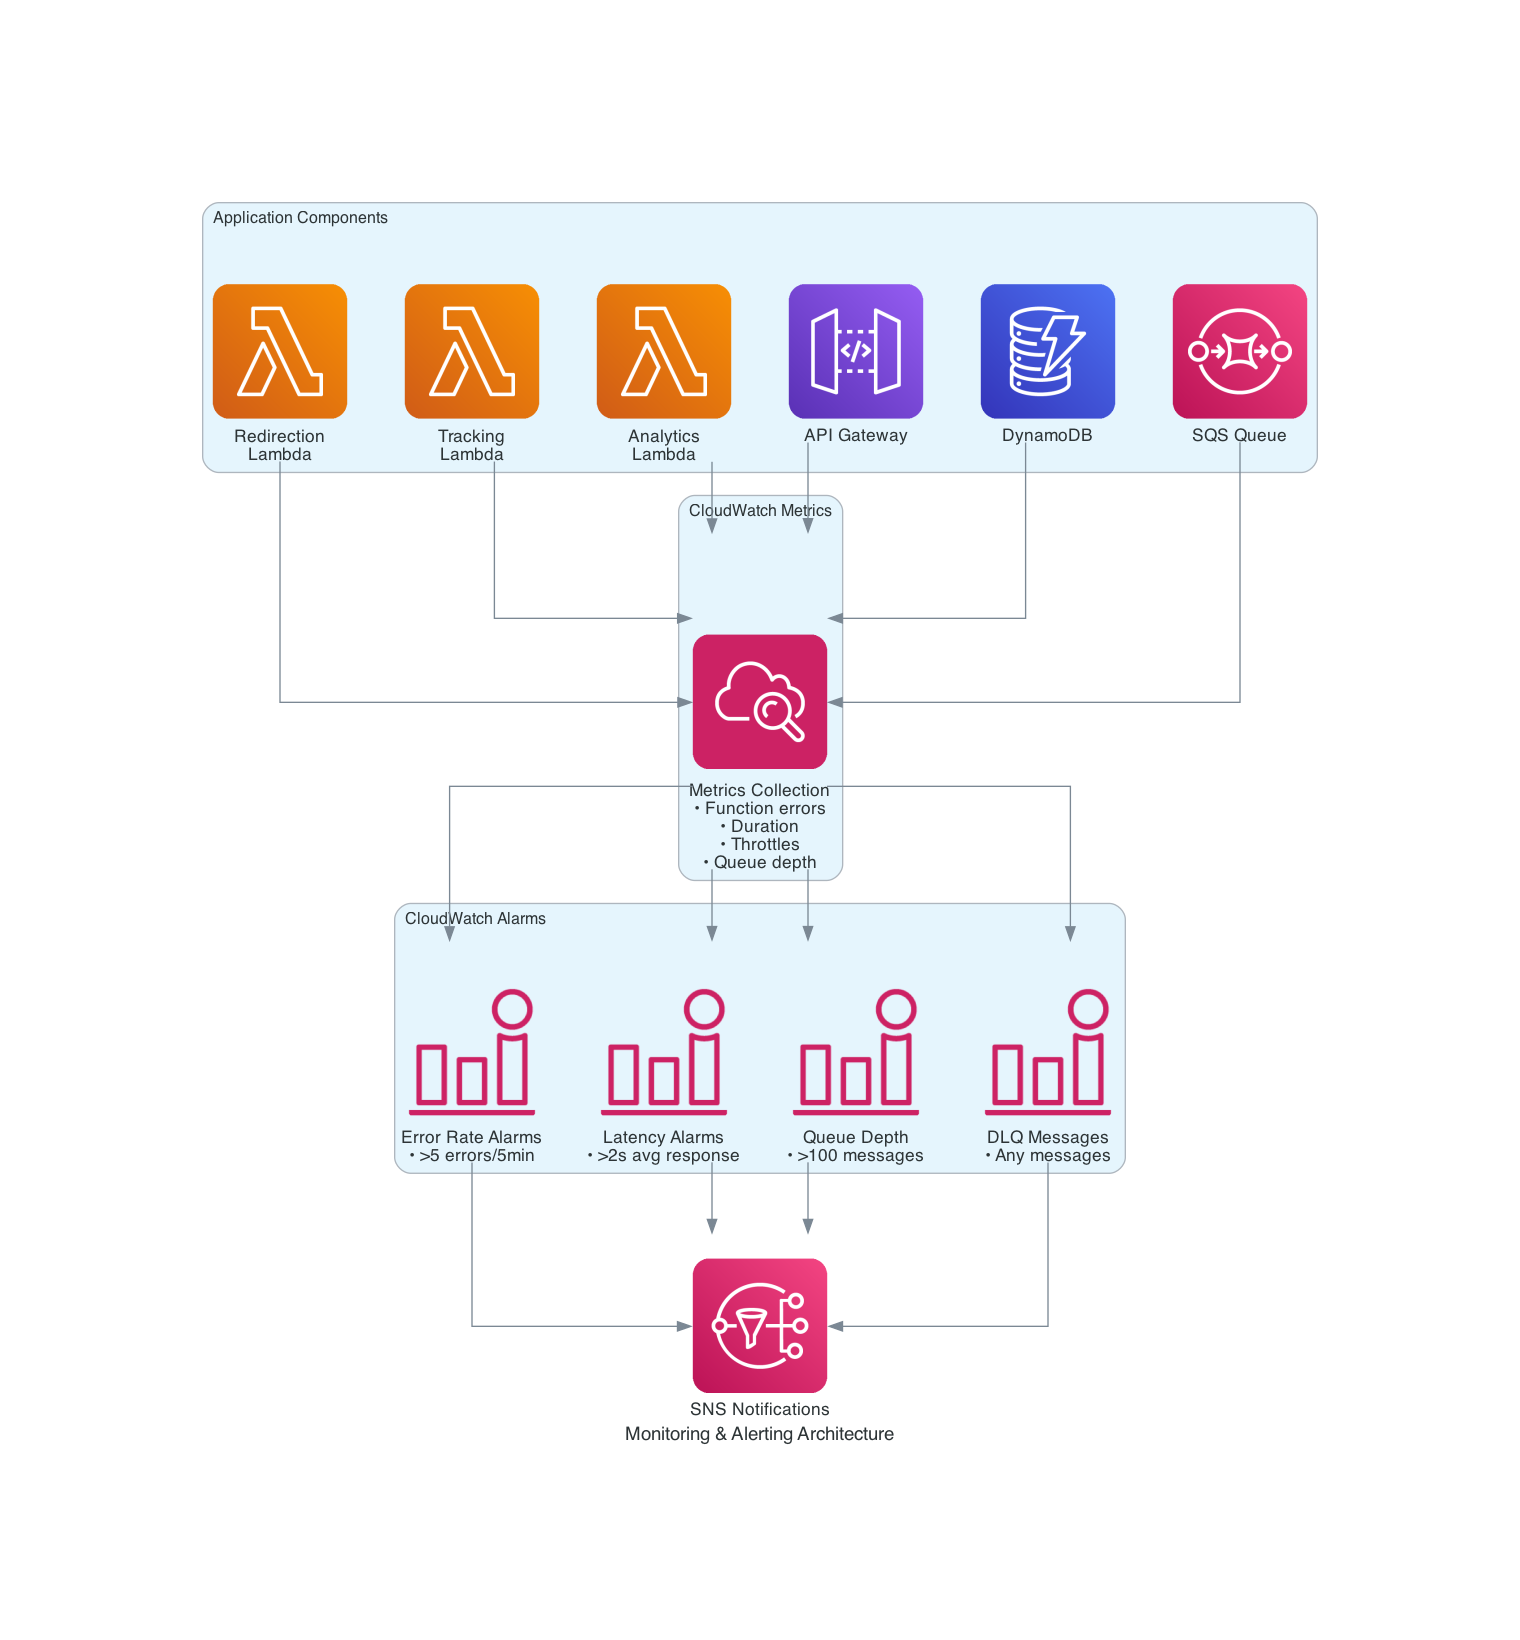 Application Components
Redirection
Lambda
Tracking
Lambda
Analytics
Lambda
API Gateway
DynamoDB
SQS Queue
CloudWatch Metrics
Metrics Collection
• Function errors
• Duration
• Throttles
• Queue depth
CloudWatch Alarms
Error Rate Alarms
• >5 errors/5min
Latency Alarms
• >2s avg response
Queue Depth
• >100 messages
DLQ Messages
• Any messages
SNS Notifications
Monitoring & Alerting Architecture